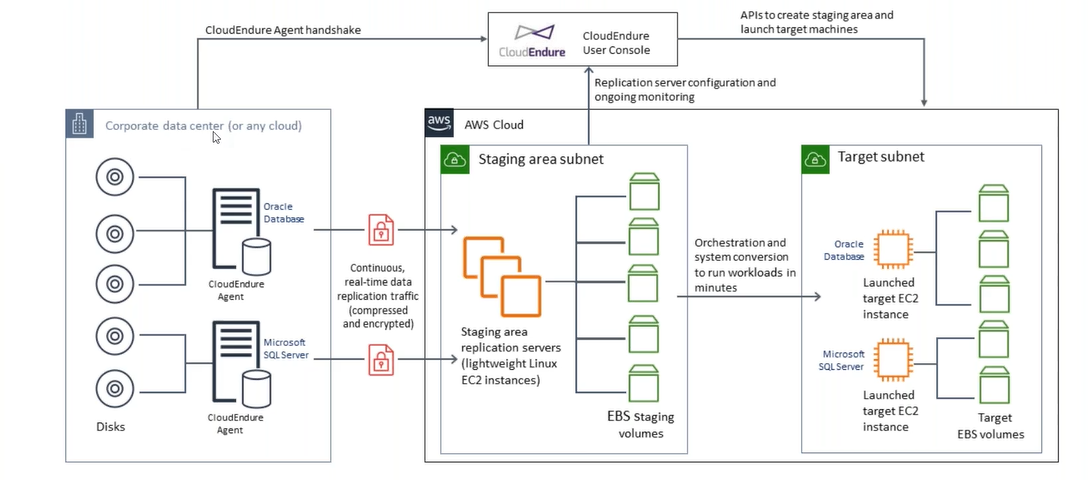 CloudEndure Agent handshake
CloudEndure
CloudEndure
User Console
APIs to create staging area and
launch target machines
Replication server configuration and
ongoing monitoring
Corporate data center (or any cloud)
Oracle
Database
CloudEndure
Agent
Microsoft
SQL Server
CloudEndure
Agent
Disks
Continuous,
real-time data
replication traffic
(compressed
and encrypted)
aws
AWS Cloud
Staging area subnet
Staging area
replication servers
(lightweight Linux
EC2 instances)
EBS Staging
volumes
Orchestration and
system conversion
to run workloads in
minutes
Target subnet
Oracle
Database
Launched
target EC2
instance
Microsoft
SQL Server
Launched
target EC2
instance
Target
EBS volumes